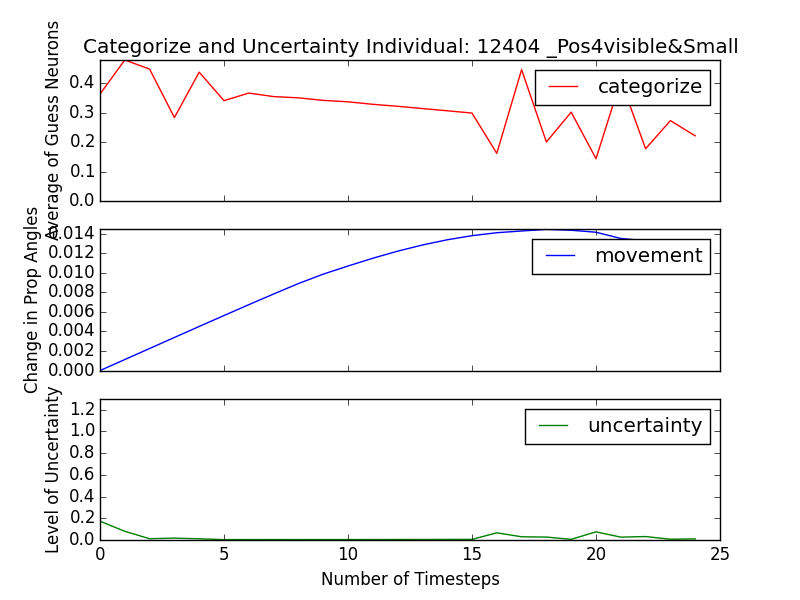 Categorize and Uncertainty Individual: 12404 _Pos4visible&Small
Average of Guess Neurons
0.4
0.3
0.2
0.1
0.0
categorize
Change in Prop Angles
0.014
0.012
0.010
0.008
0.006
0.004
0.002
0.000
movement
Level of Uncertainty
1.2
1.0
0.8
0.6
0.4
0.2
0.0
uncertainty
0 5 10 15 20 25
Number of Timesteps